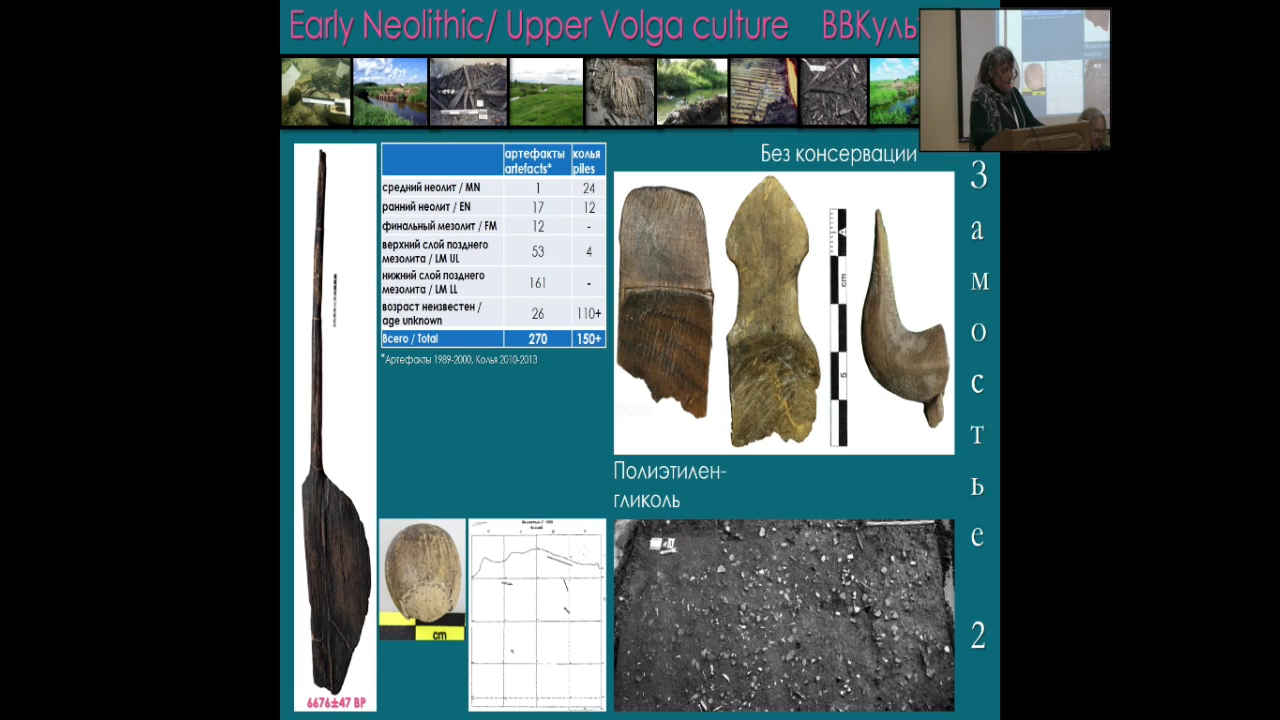 Early Neolithic/ Upper Volga culture ВВКуль
Без консервации
артефакты колья
artefacts* piles
средний неолит / MN 1 24
ранний неолит / EN 17 12
финальный мезолит / FM 12 -
верхний слой позднего
мезолита / LM UL 53 4
нижний слой позднего
мезолита / LM LL 161 -
возраст неизвестен /
age unknown 26 110+
Всего / Total 270 150+
*Артефакты 1989-2000, Колья 2010-2013
cm
5
Полиэтилен-
гликоль
cm
6676±47 BP
З
а
м
о
с
т
ь
е
2